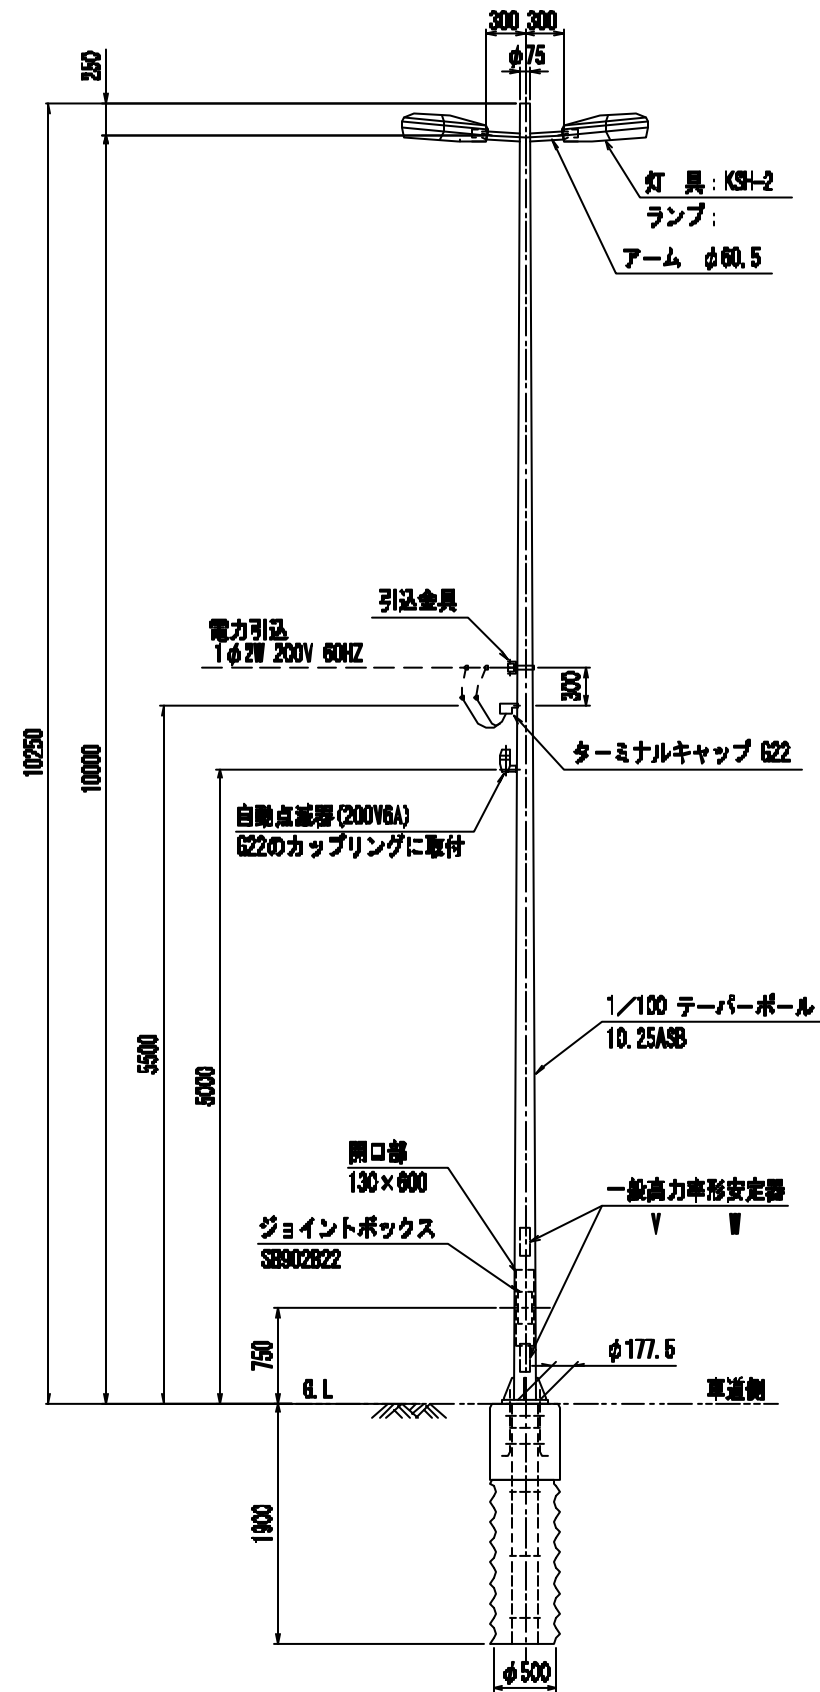 300 300
φ75
250
灯 具：KSH-2
ランプ：
アーム φ60.5
引込金具
電力引込
1φ2W 200V 60HZ
300
10250
10000
ターミナルキャップ G22
自動点滅器(200V6A)
G22のカップリングに取付
1／100 テーパーポール
10.25ASB
5500
5000
開口部
130×600
一般高力率形安定器
V W
ジョイントボックス
SB902B22
750
φ177.5
G.L
車道側
1900
φ500